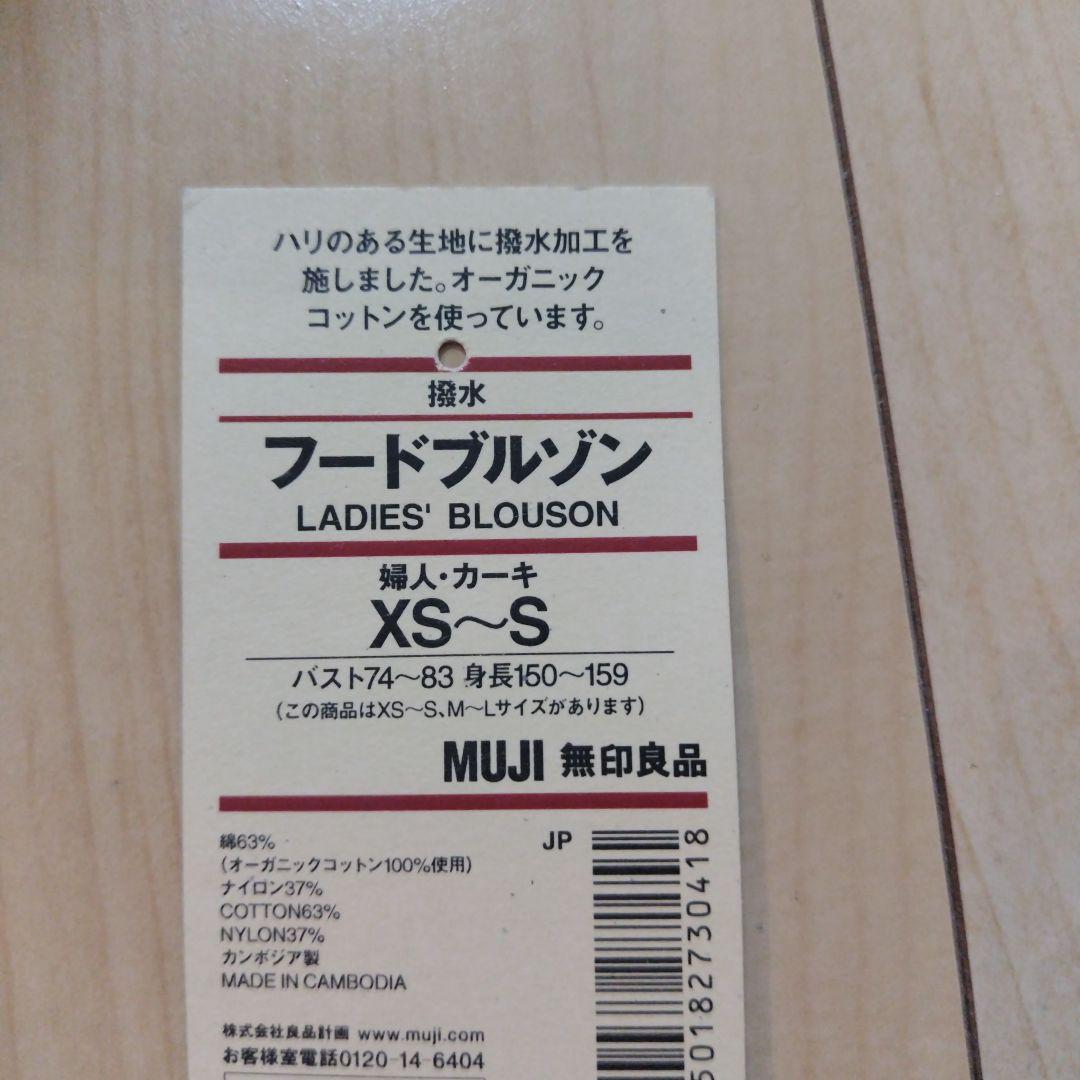 ハリのある生地に撥水加工を
施しました。オーガニック
コットンを使っています。
撥水
フードブルゾン
LADIES' BLOUSON
婦人・カーキ
XS〜S
バスト74〜83 身長150〜159
(この商品はXS〜S、M〜Lサイズがあります)
MUJI 無印良品
綿63%
(オーガニックコットン100%使用)
ナイロン37%
COTTON63%
NYLON37%
カンボジア製
MADE IN CAMBODIA
株式会社良品計画 www.muji.com
お客様室電話0120-14-6404
JP
5018273041​8